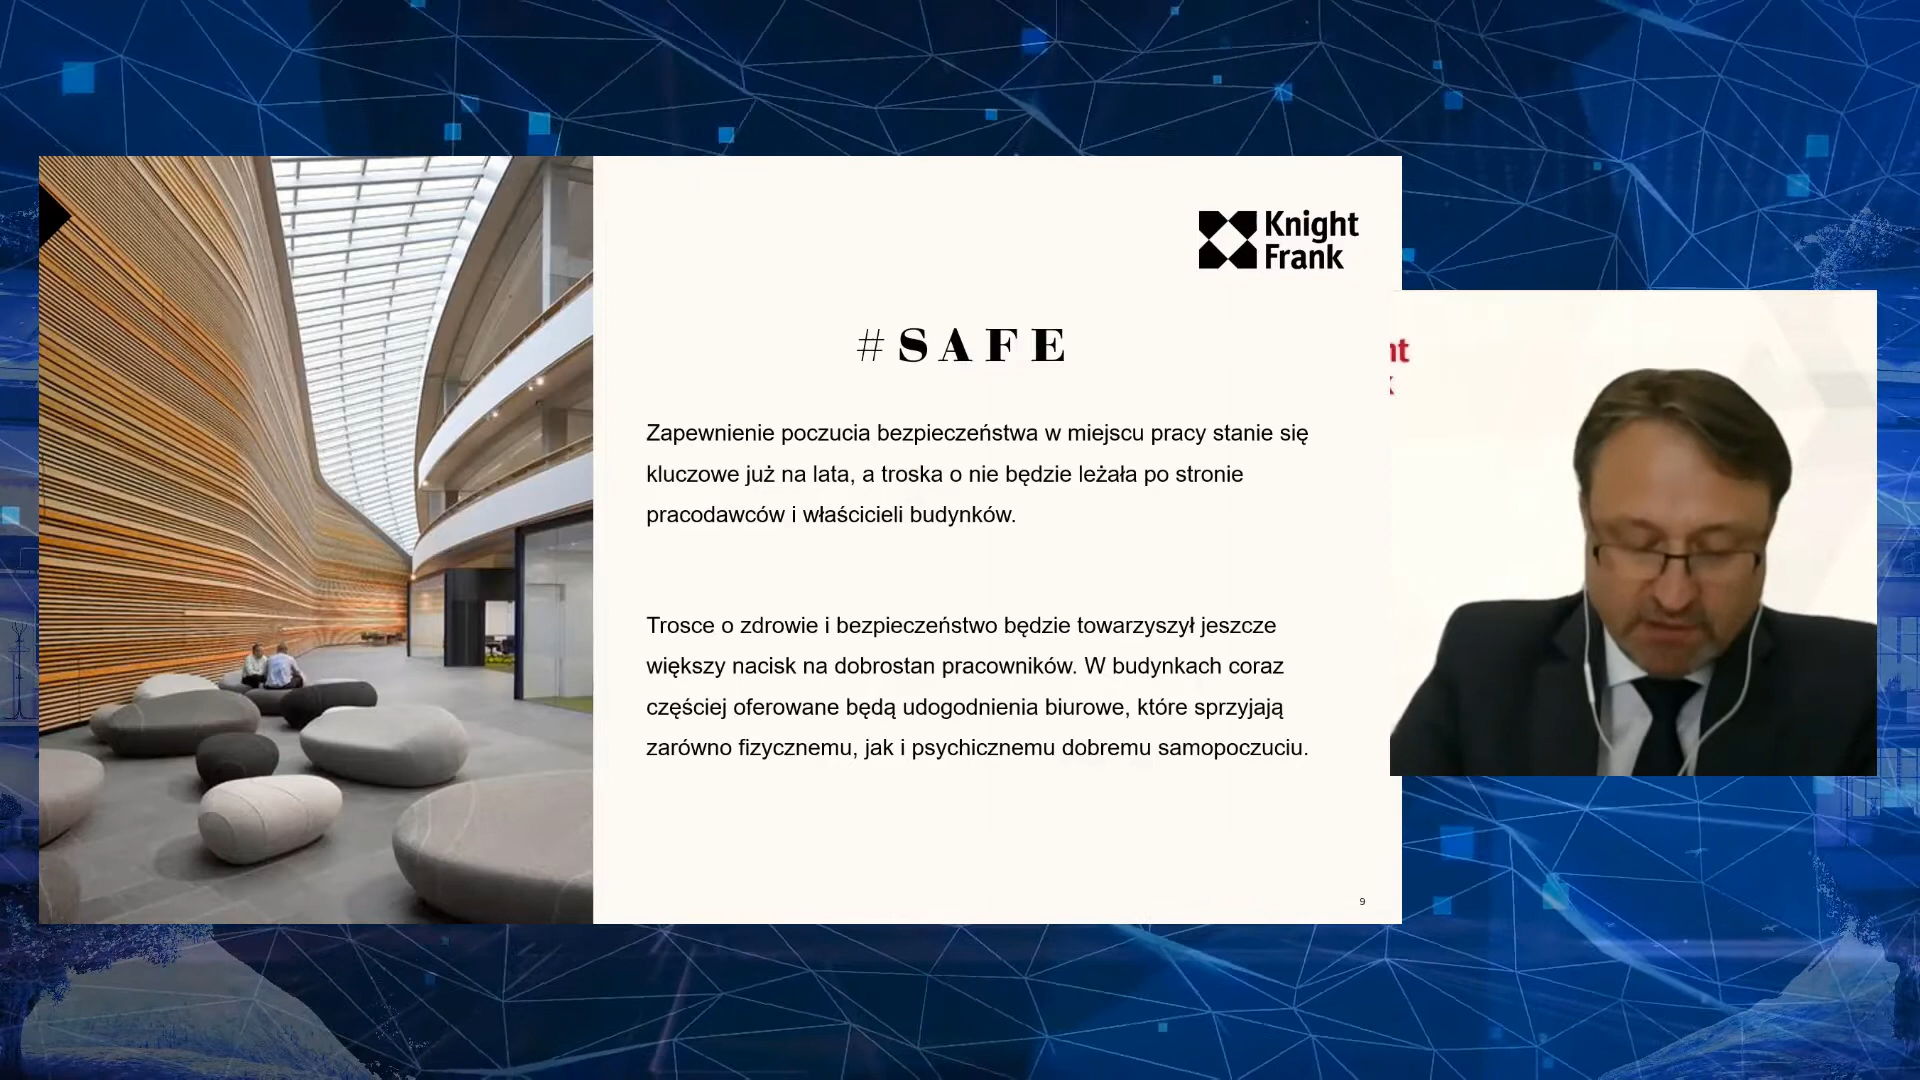 Knight
Frank
#SAFE
Zapewnienie poczucia bezpieczeństwa w miejscu pracy stanie się
kluczowe już na lata, a troska o nie będzie leżała po stronie
pracodawców i właścicieli budynków.
Trosce o zdrowie i bezpieczeństwo będzie towarzyszył jeszcze
większy nacisk na dobrostan pracowników. W budynkach coraz
częściej oferowane będą udogodnienia biurowe, które sprzyjają
zarówno fizycznemu, jak i psychicznemu dobremu samopoczuciu.
9